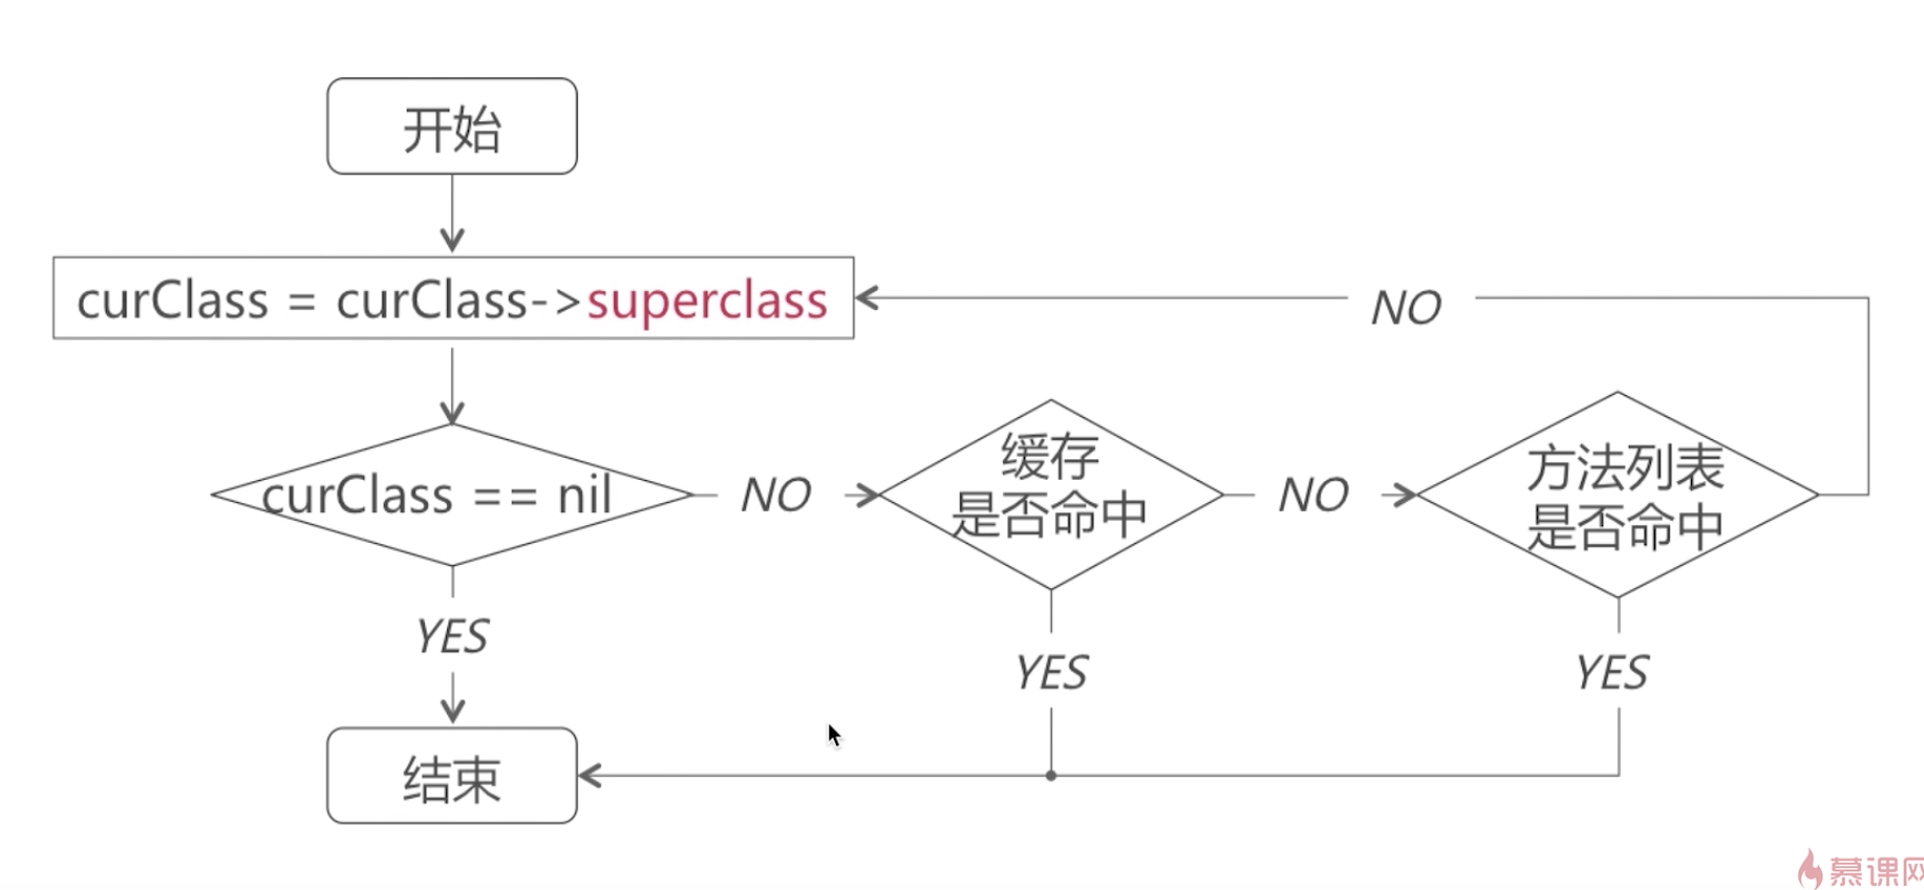 开始
curClass = curClass->superclass
NO
curClass == nil
NO
缓存
是否命中
NO
方法列表
是否命中
YES
YES
YES
结束
慕课网